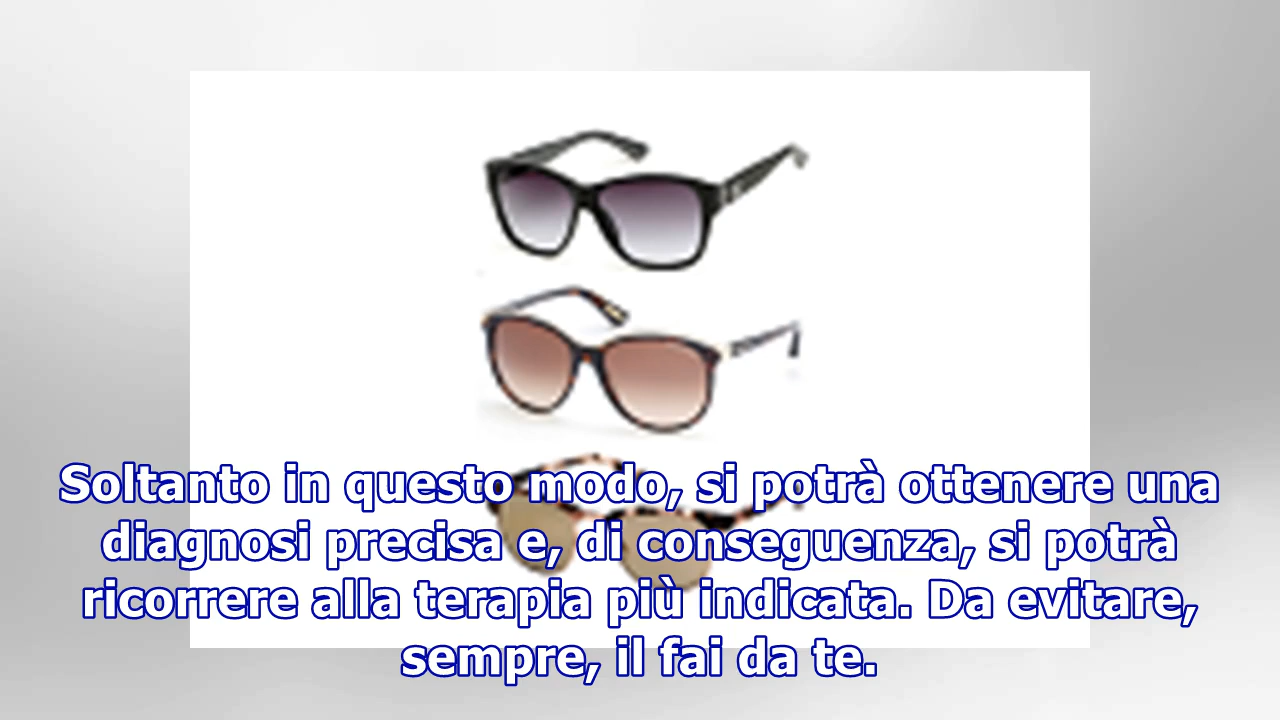 Soltanto in questo modo, si potrà ottenere una
diagnosi precisa e, di conseguenza, si potrà
ricorrere alla terapia più indicata. Da evitare,
sempre, il fai da te.